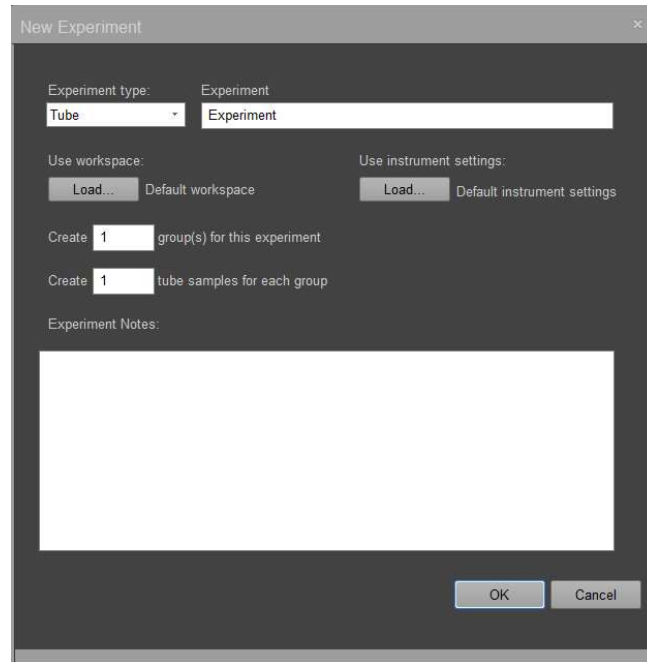 New Experiment ×
Experiment type: Experiment
Tube Experiment
Use workspace: Use instrument settings:
Load... Default workspace Load... Default instrument settings
Create 1 group(s) for this experiment
Create 1 tube samples for each group
Experiment Notes:
OK Cancel